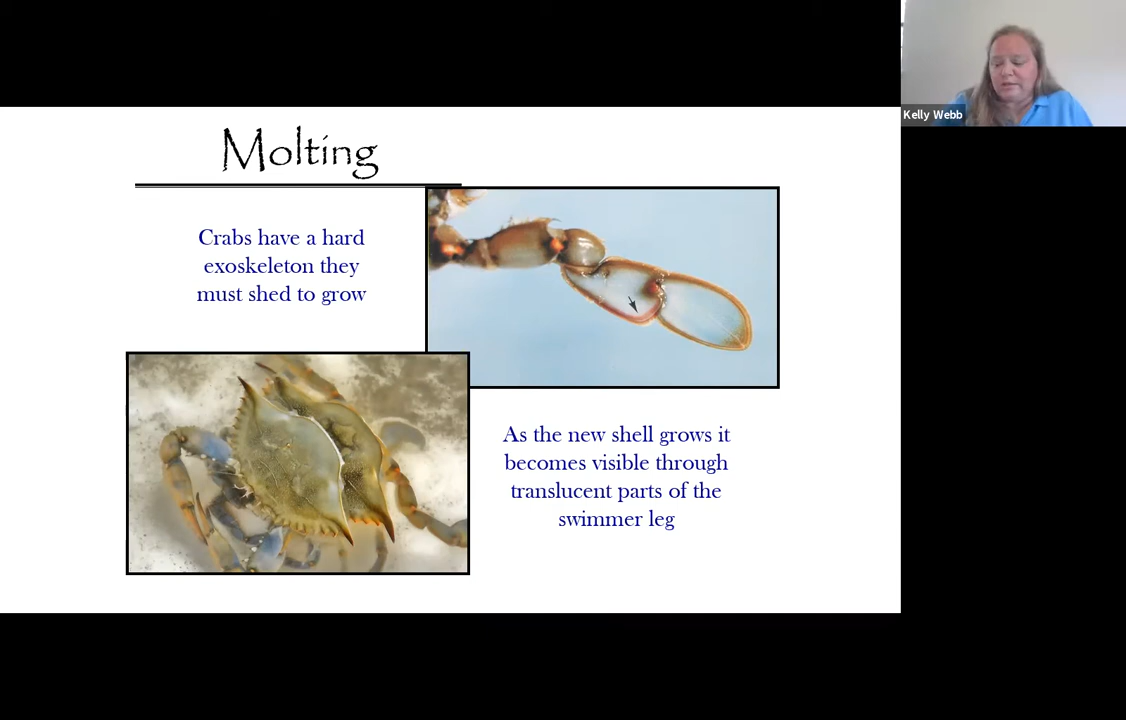 Molting
Crabs have a hard
exoskeleton they
must shed to grow
As the new shell grows it
becomes visible through
translucent parts of the
swimmer leg
Kelly Webb